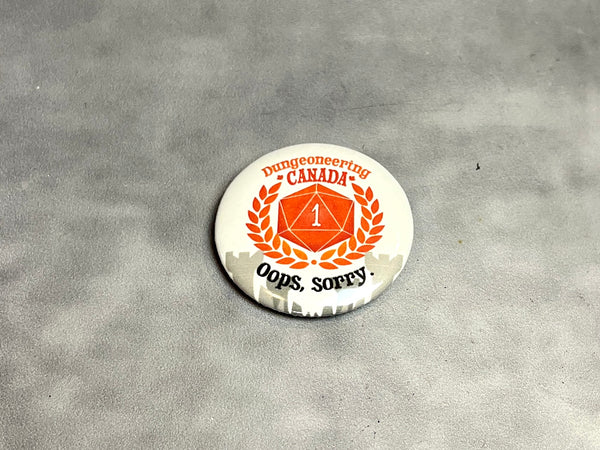 Dungeoneering
CANADA
1
Oops, sorry.